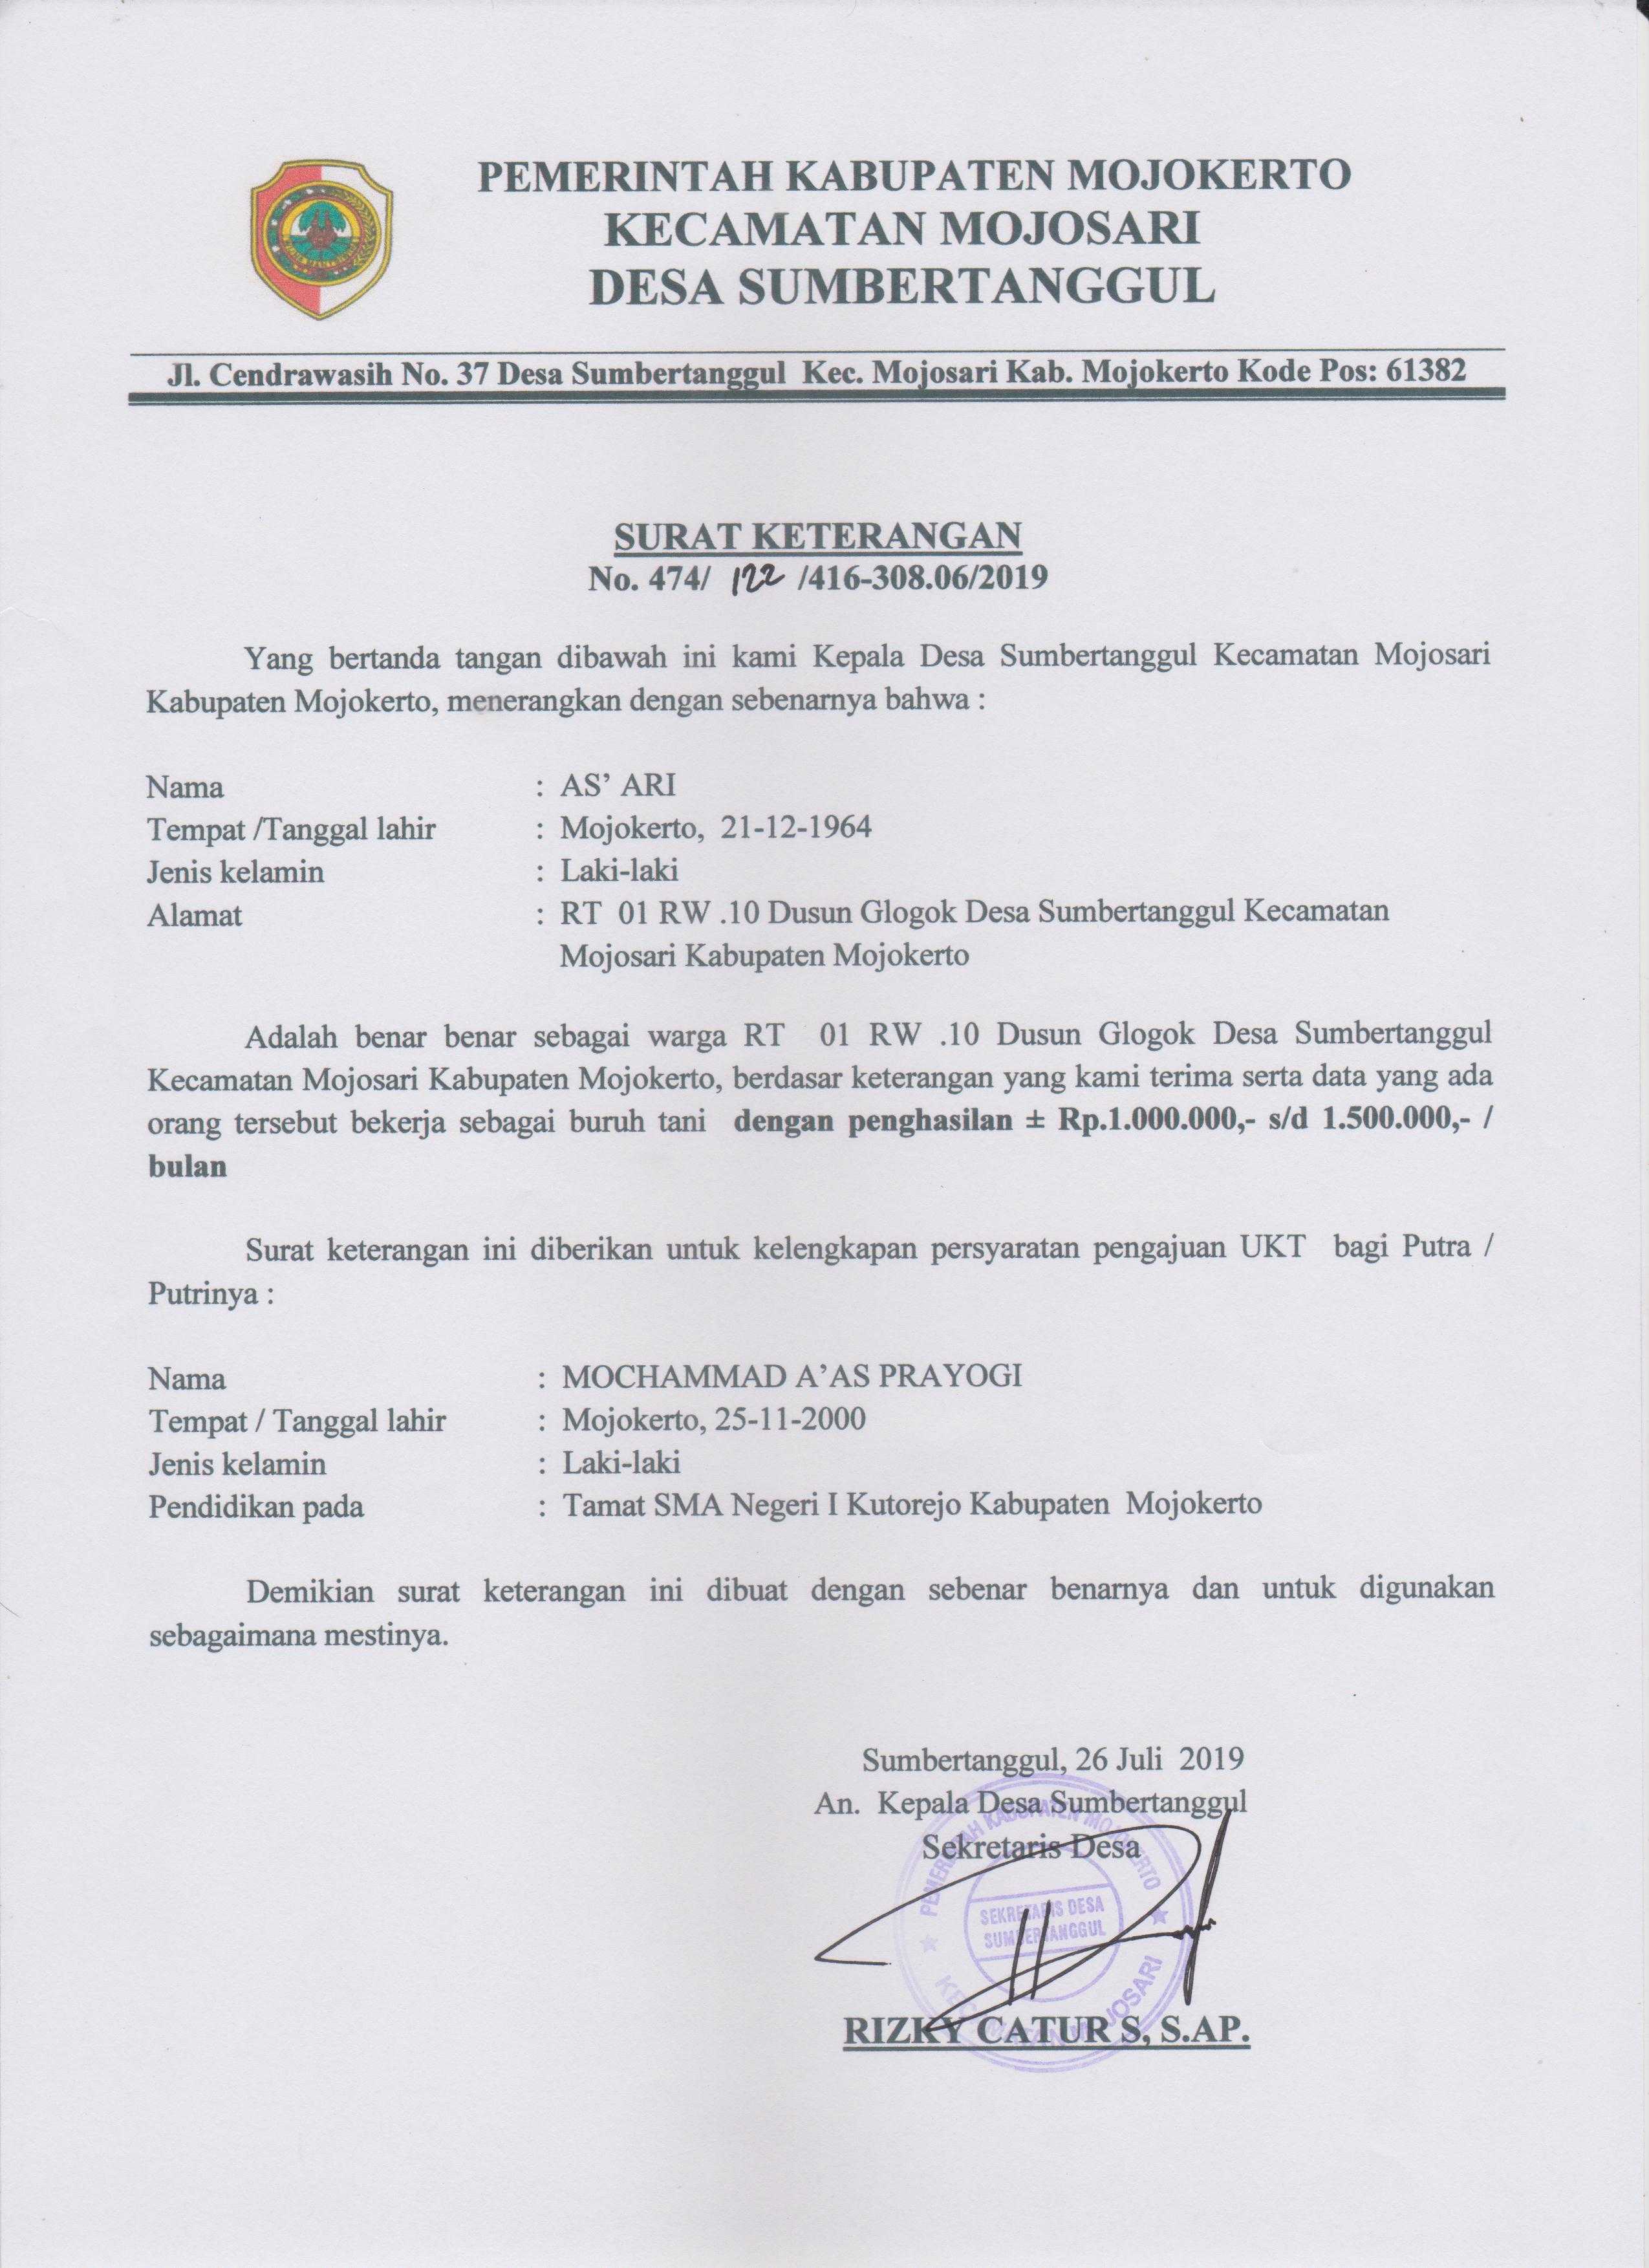 PEMERINTAH KABUPATEN MOJOKERTO
KECAMATAN MOJOSARI
DESA SUMBERTANGGUL
Jl. Cendrawasih No. 37 Desa Sumbertanggul  Kec. Mojosari Kab. Mojokerto Kode Pos: 61382
SURAT KETERANGAN
No. 474/ 122 /416-308.06/2019
Yang bertanda tangan dibawah ini kami Kepala Desa Sumbertanggul Kecamatan Mojosari
Kabupaten Mojokerto, menerangkan dengan sebenarnya bahwa :
Nama : AS’ ARI
Tempat /Tanggal lahir : Mojokerto,  21-12-1964
Jenis kelamin : Laki-laki
Alamat : RT  01 RW .10 Dusun Glogok Desa Sumbertanggul Kecamatan
Mojosari Kabupaten Mojokerto
Adalah benar benar sebagai warga RT  01 RW .10 Dusun Glogok Desa Sumbertanggul
Kecamatan Mojosari Kabupaten Mojokerto, berdasar keterangan yang kami terima serta data yang ada
orang tersebut bekerja sebagai buruh tani  dengan penghasilan ± Rp.1.000.000,- s/d 1.500.000,- /
bulan
Surat keterangan ini diberikan untuk kelengkapan persyaratan pengajuan UKT  bagi Putra /
Putrinya :
Nama : MOCHAMMAD A’AS PRAYOGI
Tempat / Tanggal lahir : Mojokerto, 25-11-2000
Jenis kelamin : Laki-laki
Pendidikan pada : Tamat SMA Negeri I Kutorejo Kabupaten  Mojokerto
Demikian surat keterangan ini dibuat dengan sebenar benarnya dan untuk digunakan
sebagaimana mestinya.
Sumbertanggul, 26 Juli  2019
An.  Kepala Desa Sumbertanggul
Sekretaris Desa
PEMERINTAH KABUPATEN MOJOKERTO
SEKRETARIS DESA
SUMBERTANGGUL
KECAMATAN MOJOSARI
RIZKY CATUR S, S.AP.